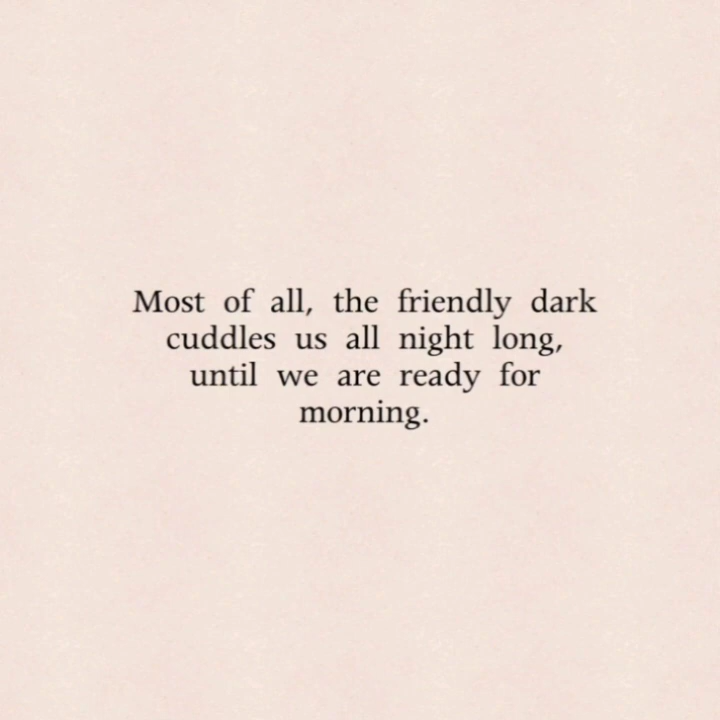 Most of all, the friendly dark
cuddles us all night long,
until we are ready for
morning.